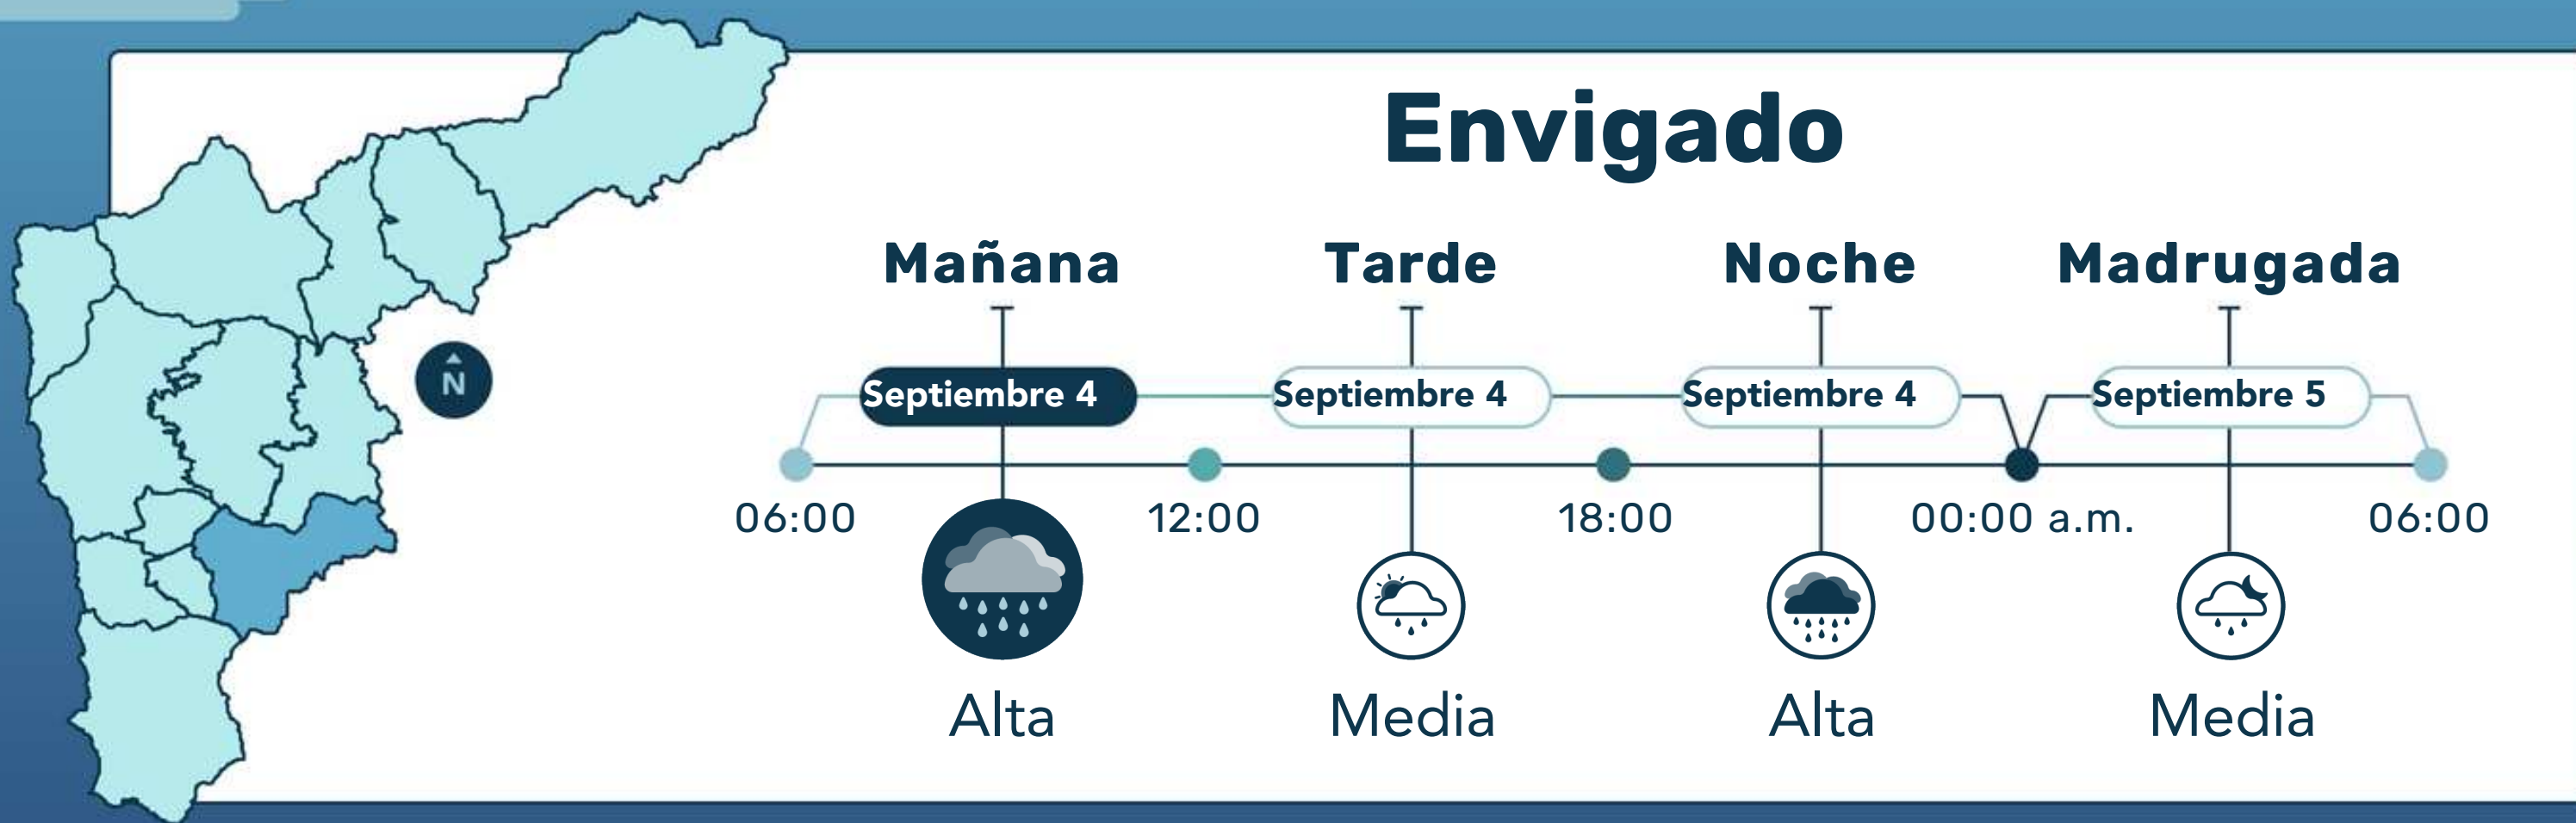 Envigado
Mañana Tarde Noche Madrugada
Septiembre 4 Septiembre 4 Septiembre 4 Septiembre 5
N
06:00 12:00 18:00 00:00 a.m. 06:00
Alta Media Alta Media